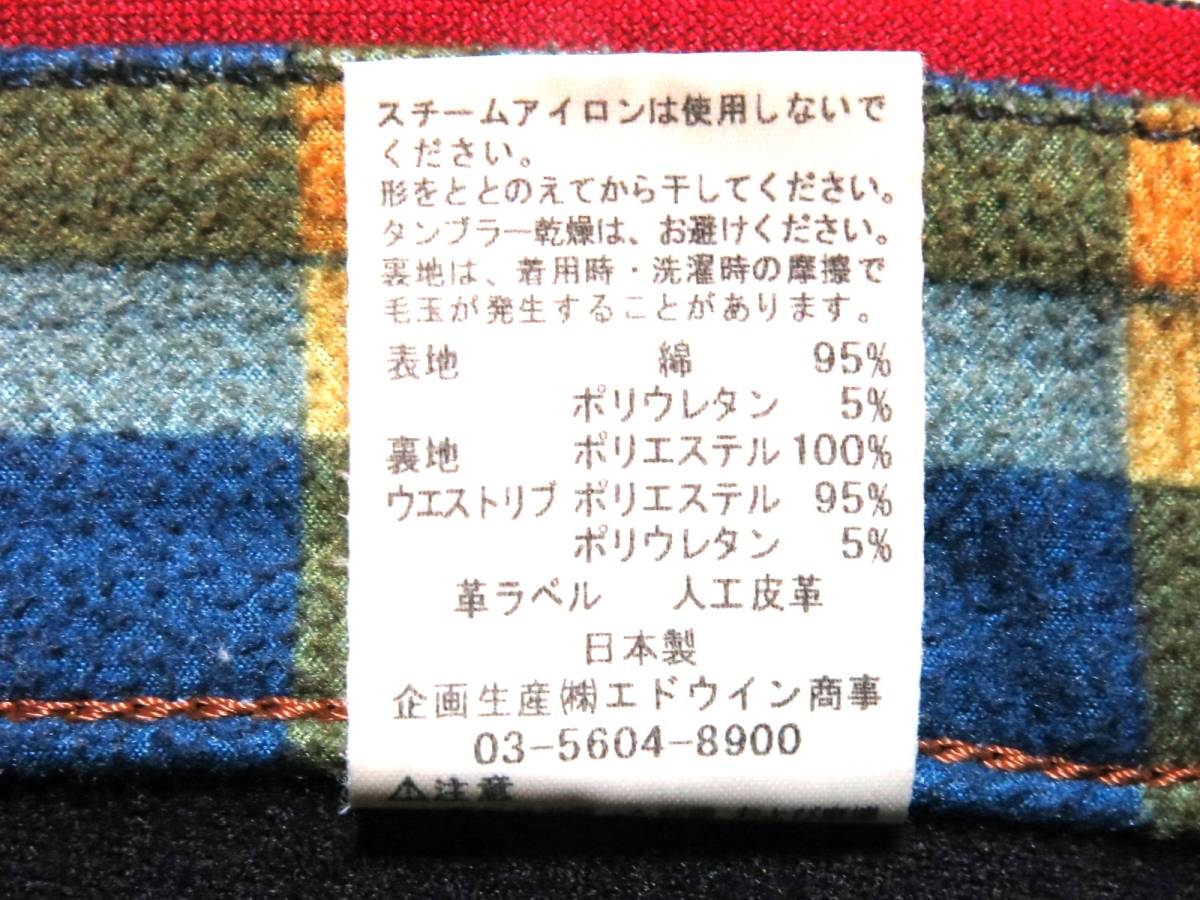 スチームアイロンは使用しないで
ください。
形をととのえてから干してください。
タンブラー乾燥は、お避けください。
裏地は、着用時・洗濯時の摩擦で
毛玉が発生することがあります。
表地 綿 95%
ポリウレタン 5%
裏地 ポリエステル 100%
ウエストリブ ポリエステル 95%
ポリウレタン 5%
革ラベル 人工皮革
日本製
企画生産㈱エドウイン商事
03-5604-8900
⚠注意